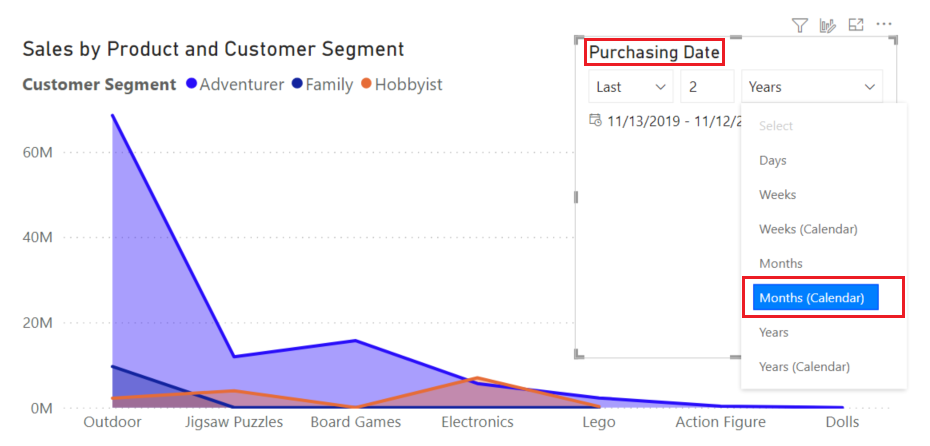 Sales by Product and Customer Segment
Customer Segment Adventurer Family Hobbyist
60M
40M
20M
0M
Outdoor Jigsaw Puzzles Board Games Electronics Lego Action Figure Dolls
Purchasing Date
Last 2 Years
11/13/2019 - 11/12/2
Select
Days
Weeks
Weeks (Calendar)
Months
Months (Calendar)
Years
Years (Calendar)